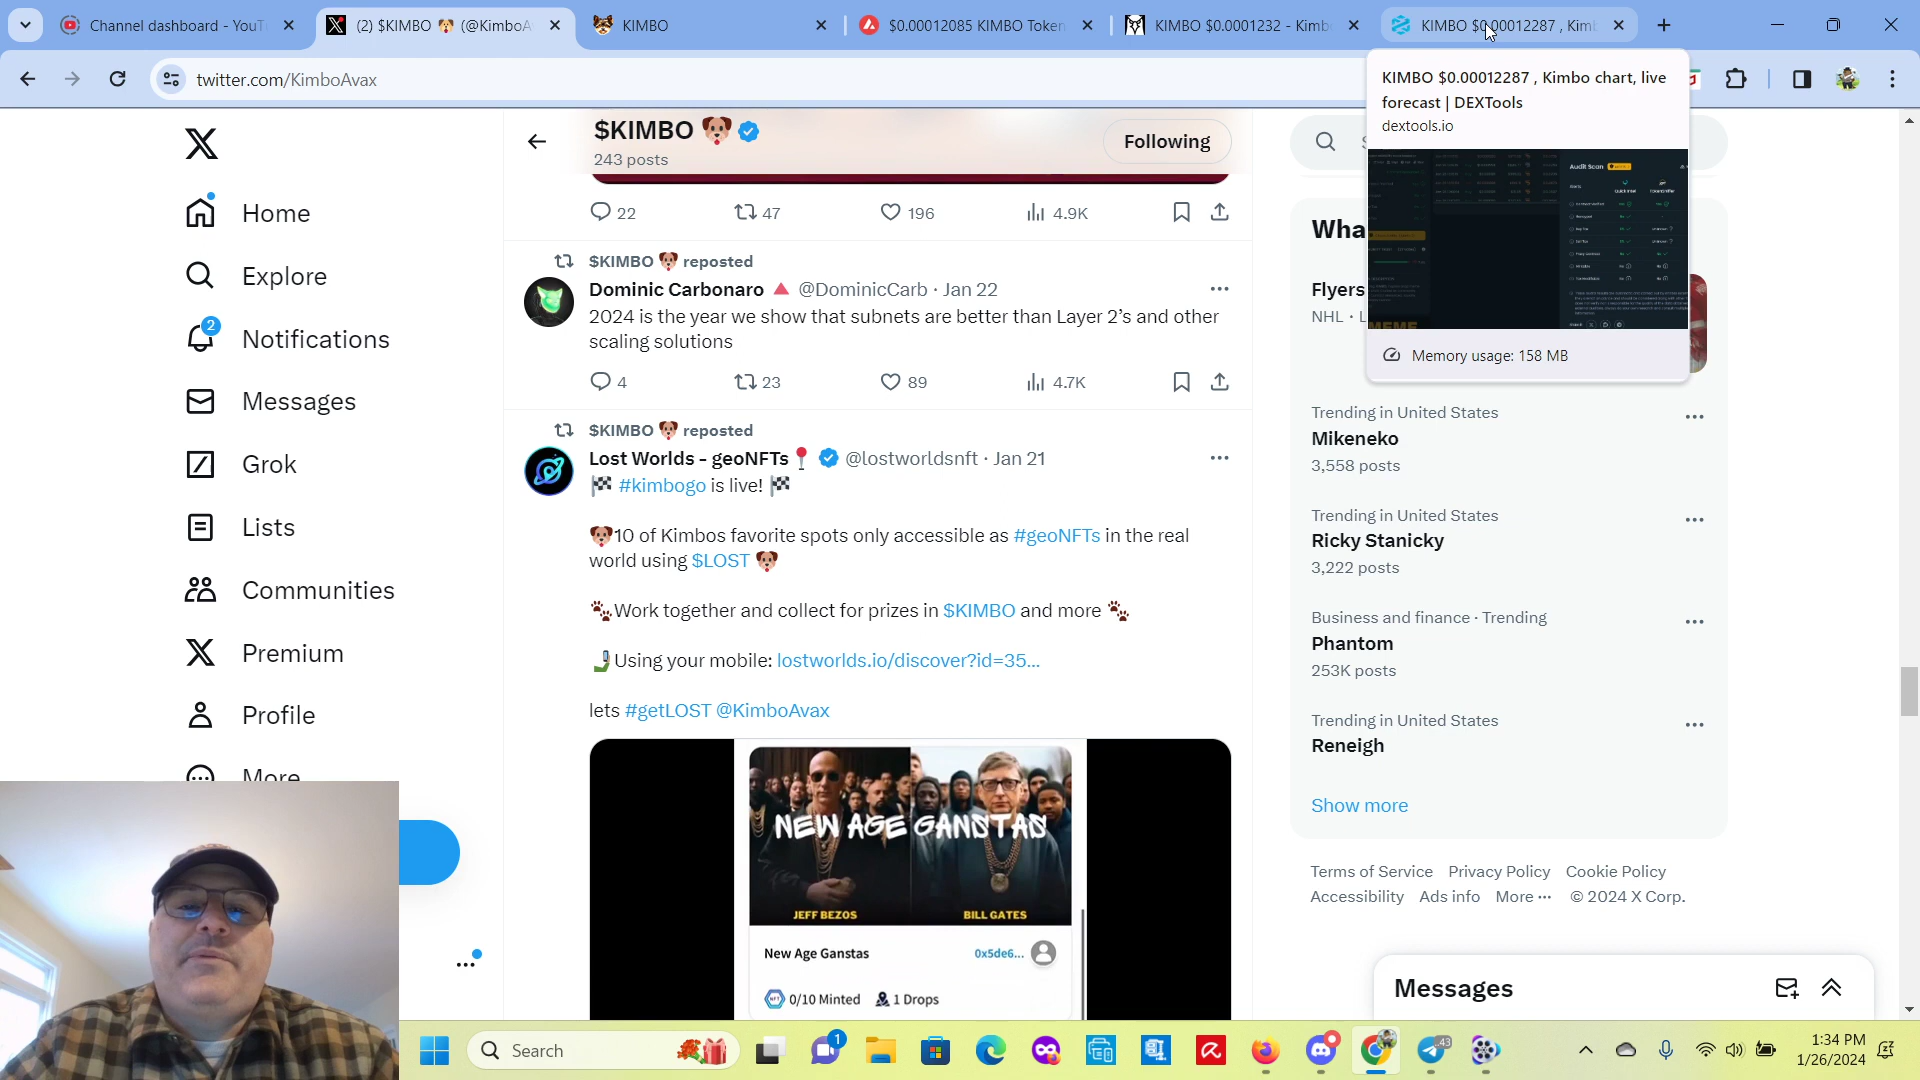 Channel dashboard - YouT
(2) $KIMBO 🐶 (@KimboA
KIMBO
$0.00012085 KIMBO Token
KIMBO $0.0001232 - Kimb
KIMBO $0.00012287 , Kim
twitter.com/KimboAvax
KIMBO $0.00012287 , Kimbo chart, live
forecast | DEXTools
dextools.io
Audit Scan
Memory usage: 158 MB
Home
Explore
2
Notifications
Messages
Grok
Lists
Communities
Premium
Profile
More
$KIMBO 🐶
243 posts
Following
22 47 196 4.9K
$KIMBO 🐶 reposted
Dominic Carbonaro 🔺 @DominicCarb · Jan 22
2024 is the year we show that subnets are better than Layer 2’s and other
scaling solutions
4 23 89 4.7K
$KIMBO 🐶 reposted
Lost Worlds - geoNFTs📍 @lostworldsnft · Jan 21
🏁 #kimbogo is live! 🏁
🐶10 of Kimbos favorite spots only accessible as #geoNFTs in the real
world using $LOST 🐶
🐾Work together and collect for prizes in $KIMBO and more 🐾
🤳Using your mobile: lostworlds.io/discover?id=35...
lets #getLOST @KimboAvax
NEW AGE GANSTAS
JEFF BEZOS
BILL GATES
New Age Ganstas
0x5de6...
0/10 Minted 1 Drops
Wha
Flyers
NHL · L
Trending in United States
Mikeneko
3,558 posts
Trending in United States
Ricky Stanicky
3,222 posts
Business and finance · Trending
Phantom
253K posts
Trending in United States
Reneigh
Show more
Terms of Service Privacy Policy Cookie Policy
Accessibility Ads info More ··· © 2024 X Corp.
Messages
Search
1
43
1:34 PM
1/26/2024